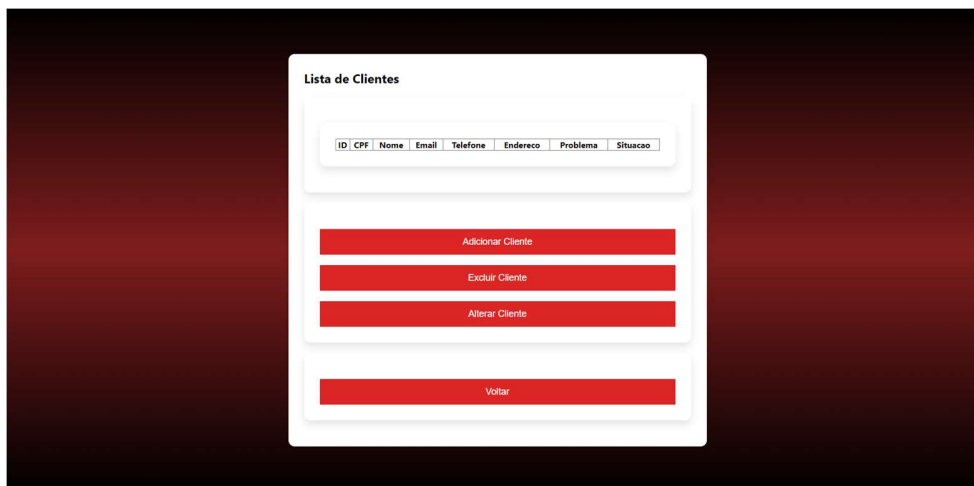 Lista de Clientes
ID CPF Nome Email Telefone Endereco Problema Situacao
Adicionar Cliente
Excluir Cliente
Alterar Cliente
Voltar